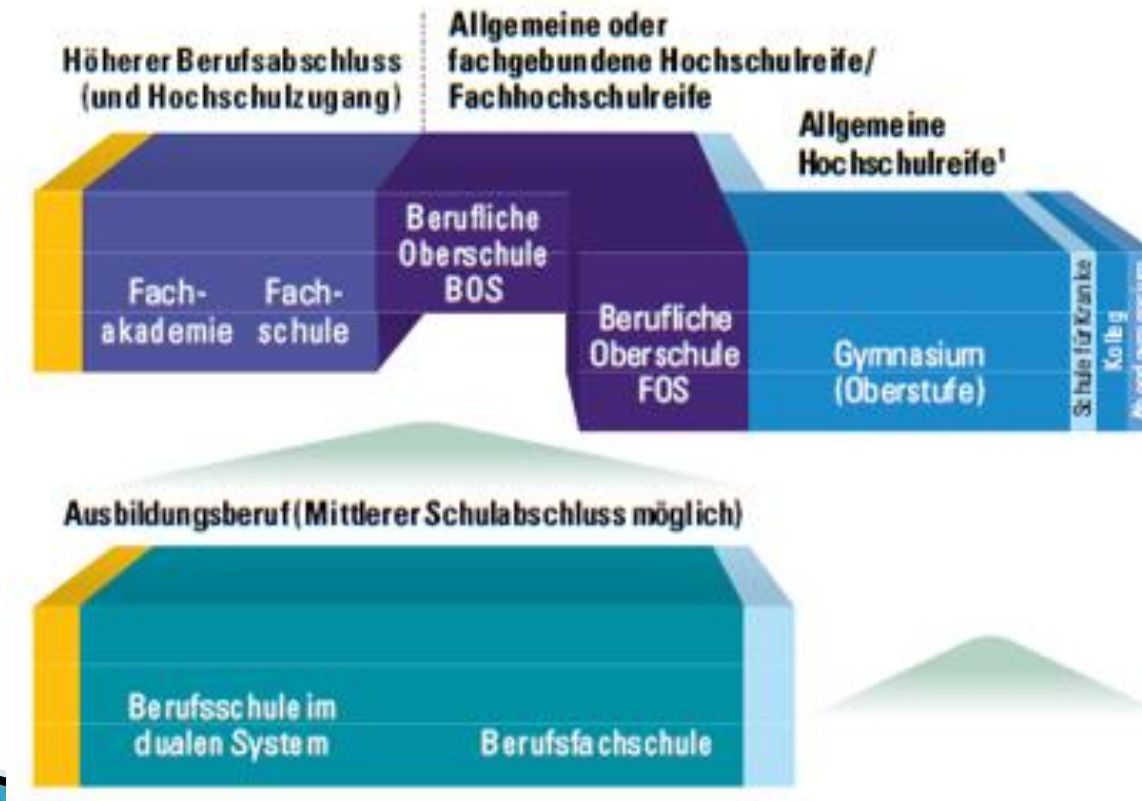 Höherer Berufsabschluss
(und Hochschulzugang)
Allgemeine oder
fachgebundene Hochschulreife/
Fachhochschulreife
Allgemeine
Hochschulreife¹
Fach-
akademie
Fach-
schule
Berufliche
Oberschule
BOS
Berufliche
Oberschule
FOS
Gymnasium
(Oberstufe)
Schule für Kranke
Kolleg
Ausbildungsberuf (Mittlerer Schulabschluss möglich)
Berufsschule im
dualen System
Berufsfachschule